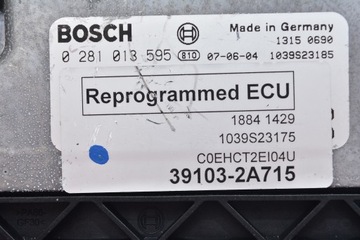 BOSCH
Made in Germany
1315 0690
0 281 013 595 810 07-06-04 1039S23185
Reprogrammed ECU
1884 1429
1039S23175
C0EHCT2EI04U
39103-2A715